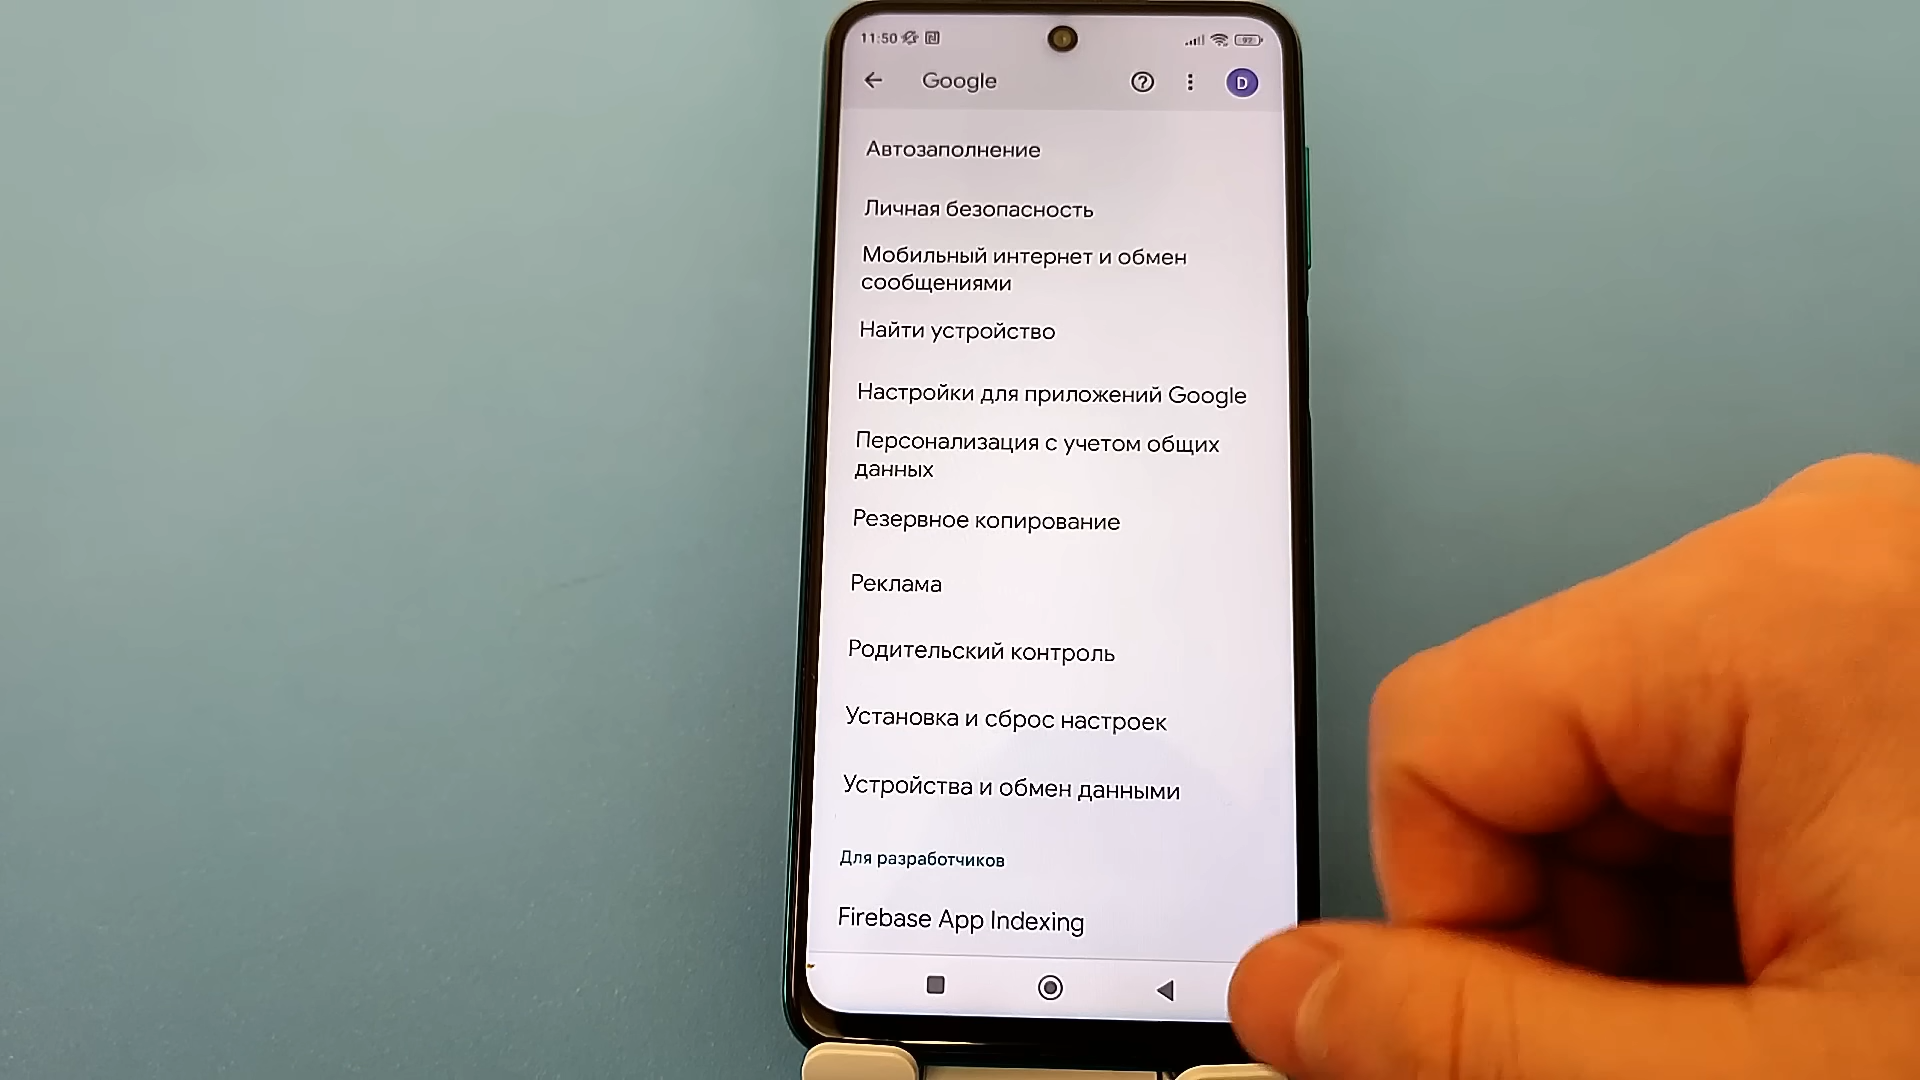 11:50
97
Google
D
Автозаполнение
Личная безопасность
Мобильный интернет и обмен
сообщениями
Найти устройство
Настройки для приложений Google
Персонализация с учетом общих
данных
Резервное копирование
Реклама
Родительский контроль
Установка и сброс настроек
Устройства и обмен данными
Для разработчиков
Firebase App Indexing